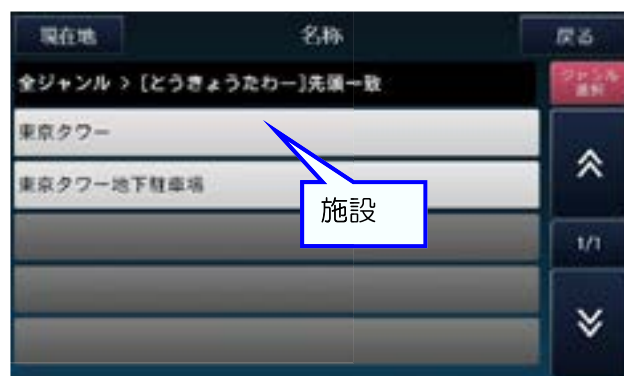 現在地 名称 戻る
全ジャンル > [とうきょうたわー]先頭一致
ジャンル
選択
東京タワー
東京タワー地下駐車場
施設
1/1